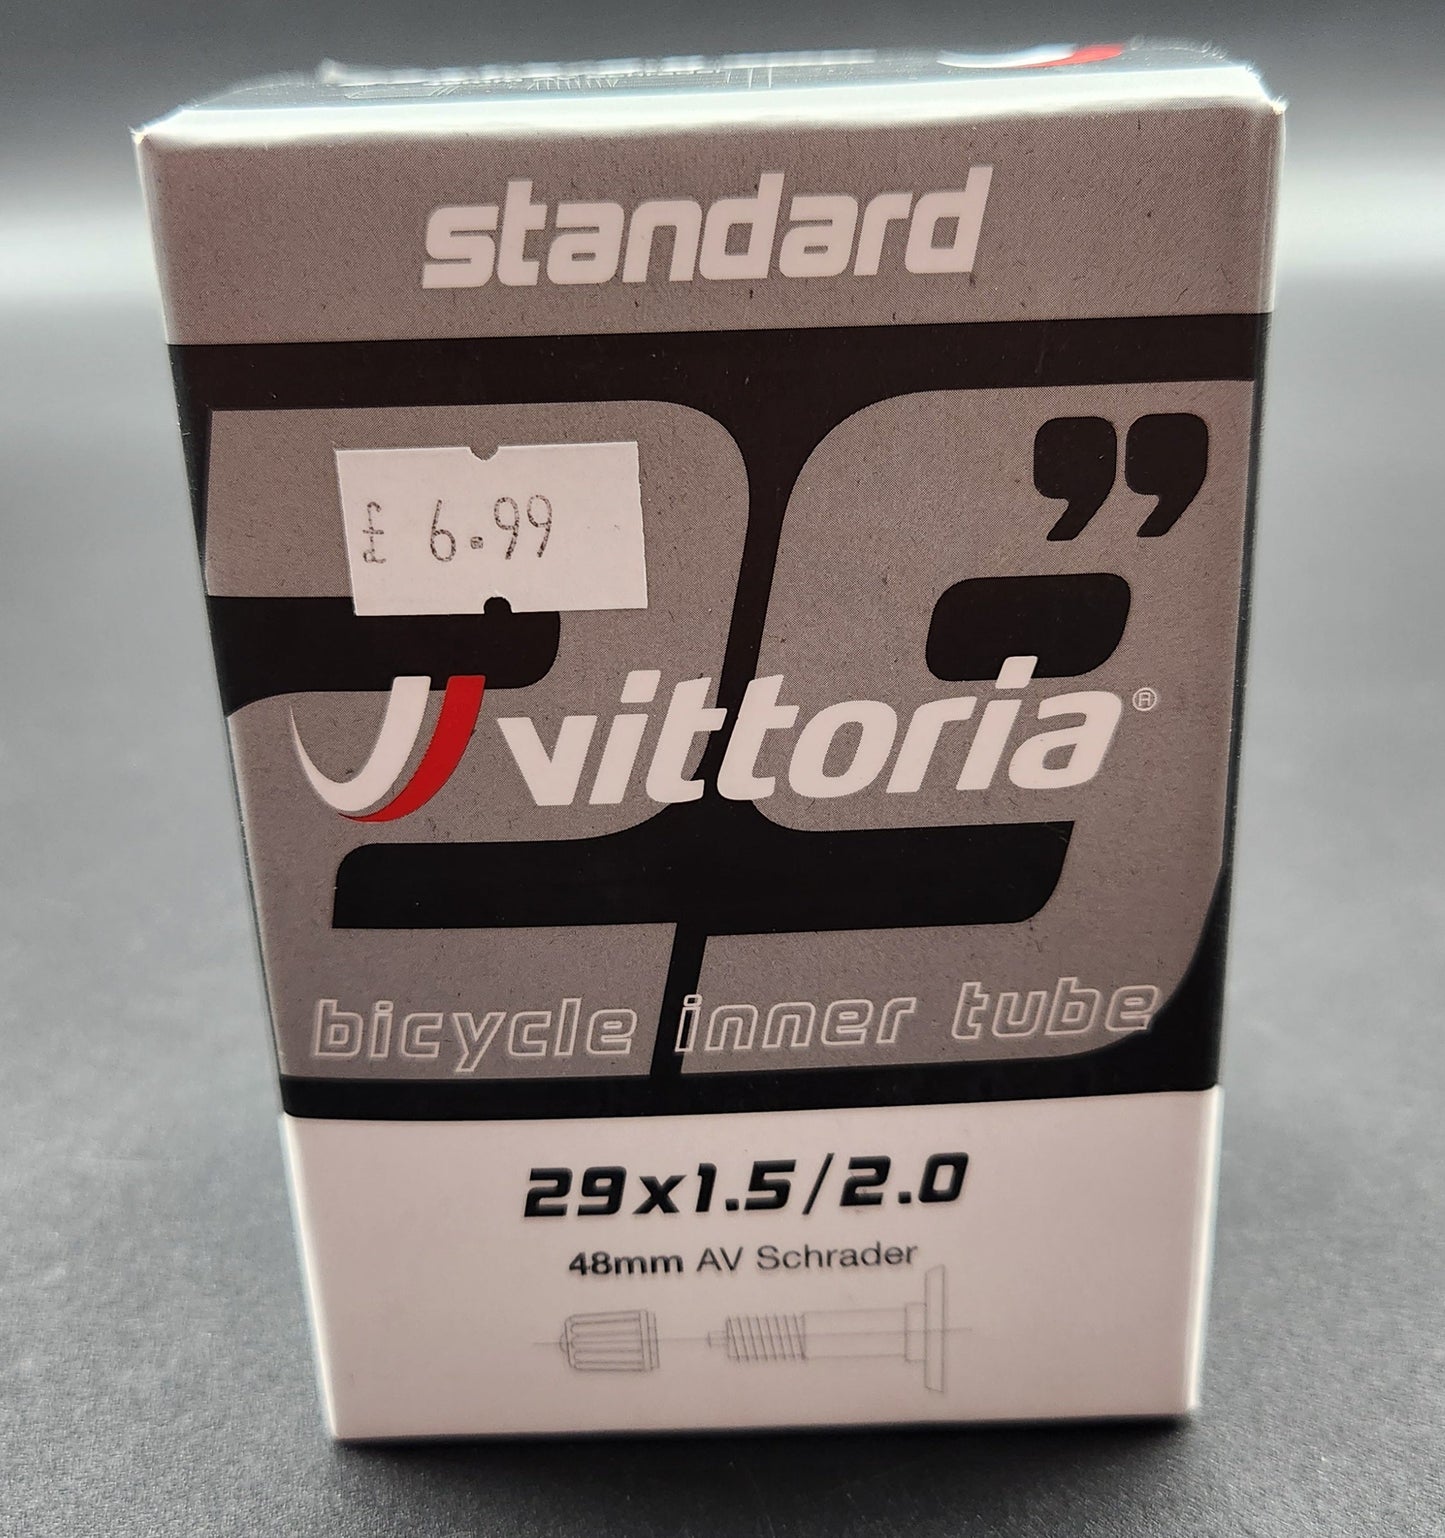 standard
29”
£ 6.99
vittoria®
bicycle inner tube
29x1.5/2.0
48mm AV Schrader